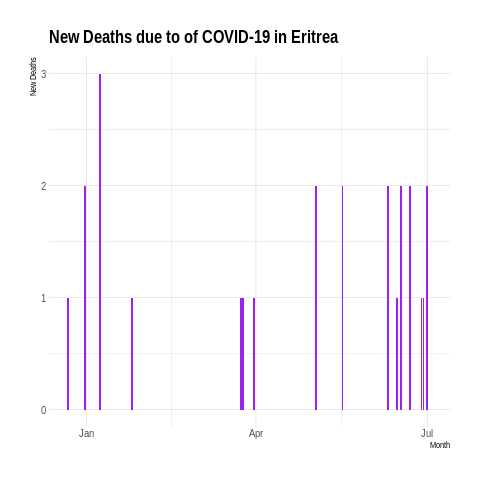 New Deaths due to of COVID-19 in Eritrea
New Deaths
3
2
1
0
Jan Apr Jul
Month